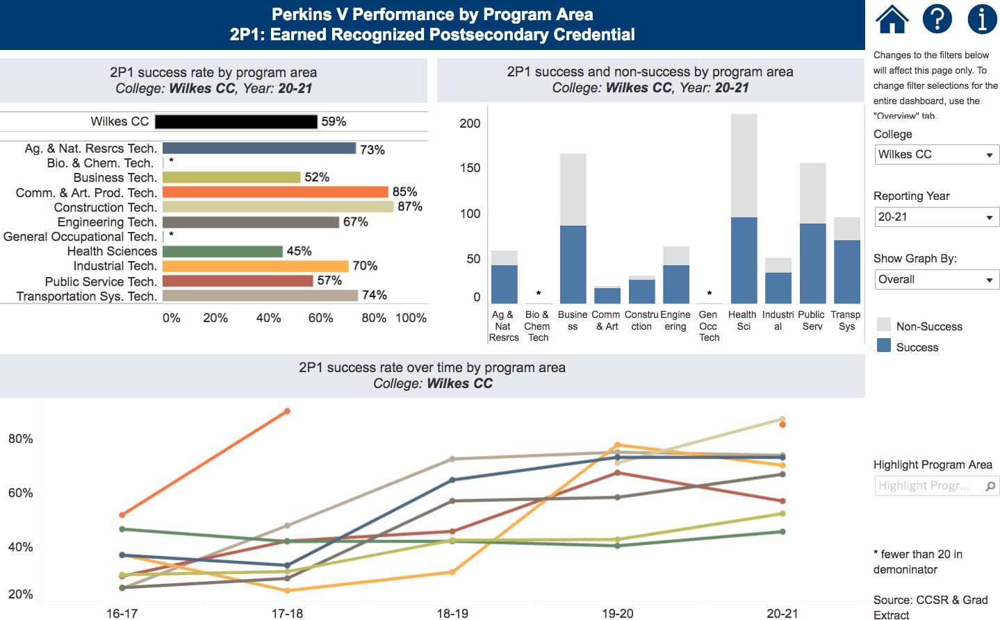 Perkins V Performance by Program Area
2P1: Earned Recognized Postsecondary Credential
Changes to the filters below
will affect this page only. To
change filter selections for the
entire dashboard, use the
"Overview" tab.
2P1 success rate by program area
College: Wilkes CC, Year: 20-21
Wilkes CC 59%
Ag. & Nat. Resrcs Tech. 73%
Bio. & Chem. Tech. *
Business Tech. 52%
Comm. & Art. Prod. Tech. 85%
Construction Tech. 87%
Engineering Tech. 67%
General Occupational Tech. *
Health Sciences 45%
Industrial Tech. 70%
Public Service Tech. 57%
Transportation Sys. Tech. 74%
0% 20% 40% 60% 80% 100%
2P1 success and non-success by program area
College: Wilkes CC, Year: 20-21
200
150
100
50
0
* *
Ag & Bio & Busine Comm Constru Engine Gen Health Industri Public Transp
Nat Chem ss & Art ction ering Occ Sci al Serv Sys
Resrcs Tech Tech
College
Wilkes CC
Reporting Year
20-21
Show Graph By:
Overall
Non-Success
Success
2P1 success rate over time by program area
College: Wilkes CC
80%
60%
40%
20%
16-17 17-18 18-19 19-20 20-21
Highlight Program Area
Highlight Progr...
* fewer than 20 in
demoninator
Source: CCSR & Grad
Extract